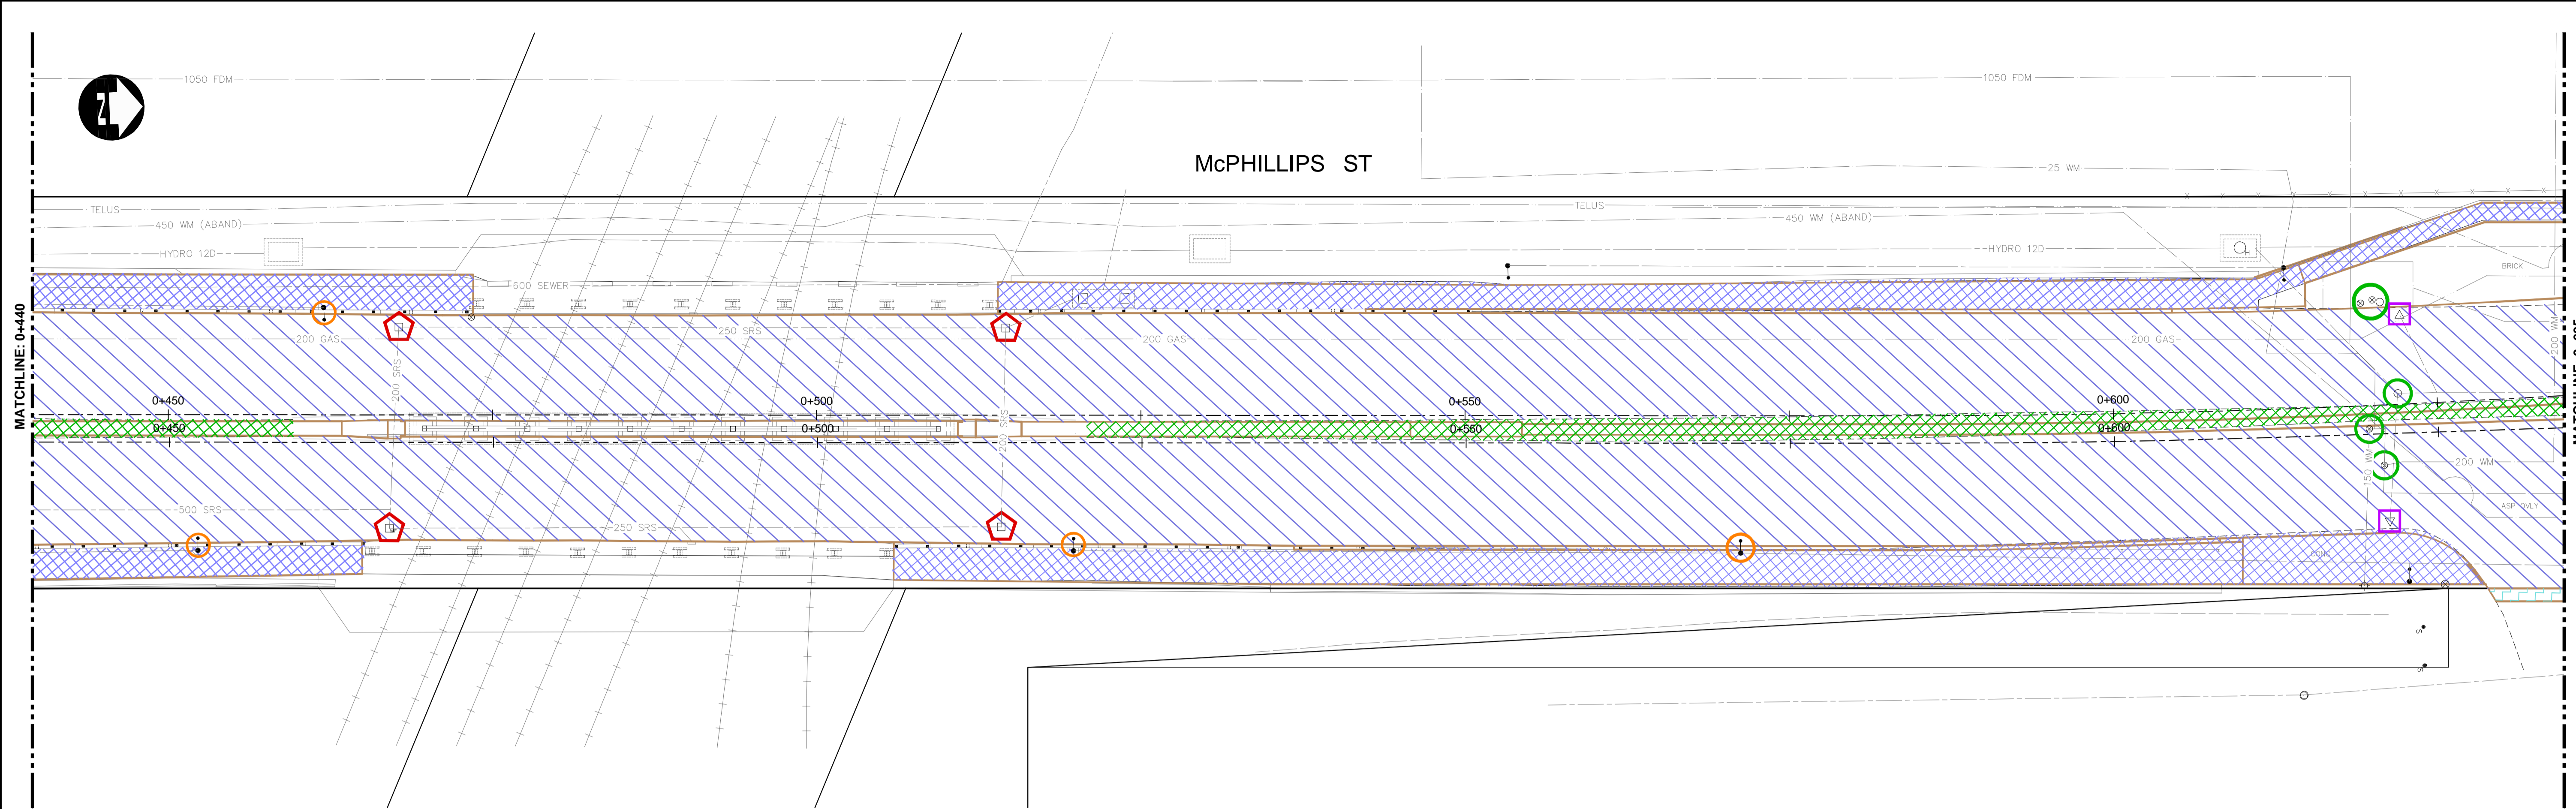 1050 FDM
1050 FDM
N
McPHILLIPS ST
25 WM
TELUS
TELUS
450 WM (ABAND)
450 WM (ABAND)
HYDRO 12D
HYDRO 12D
H
BRICK
600 SEWER
250 SRS
200 GAS
200 GAS
200 GAS
200 WM
200 SRS
MATCHLINE: 0+440
0+450
0+500
0+550
0+600
0+450
0+500
0+550
0+600
200 SRS
150 WM
200 WM
500 SRS
250 SRS
ASP OVLY
CONC
S
S